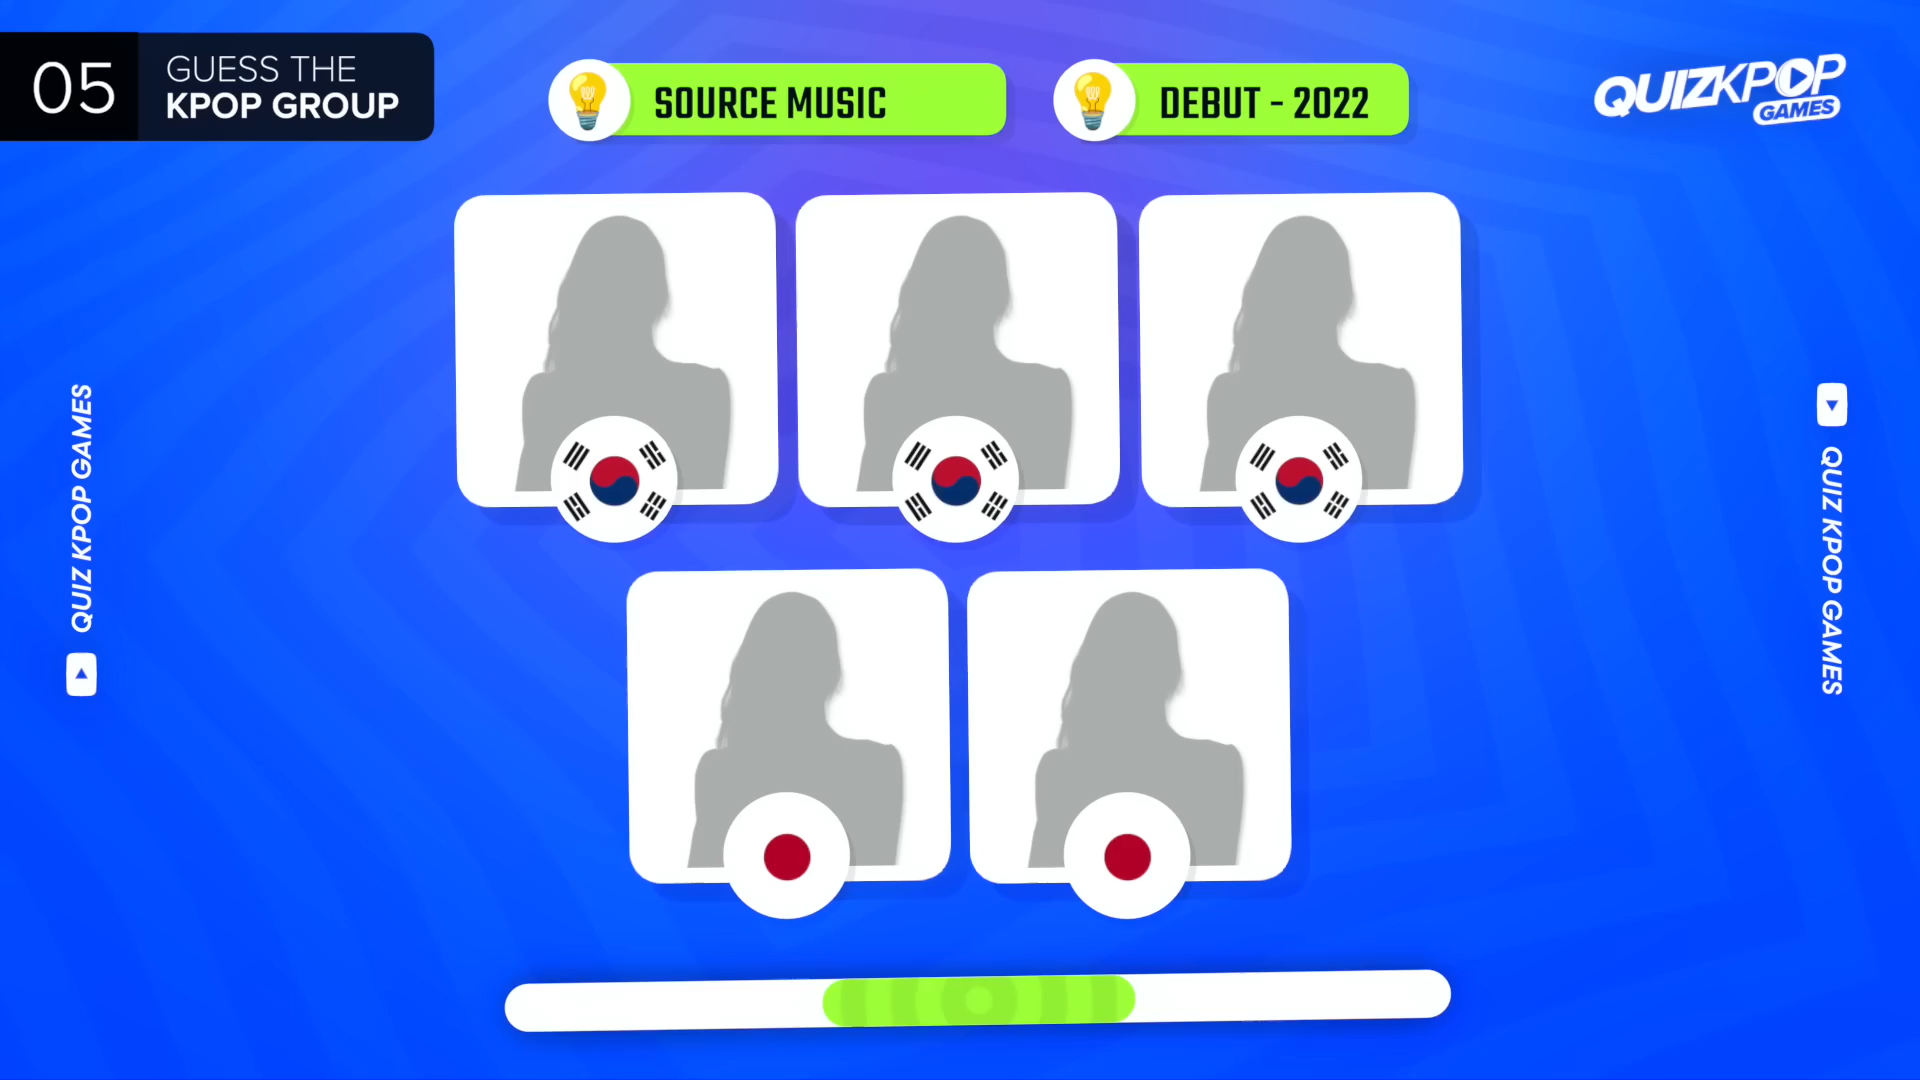 05
GUESS THE
KPOP GROUP
SOURCE MUSIC
DEBUT - 2022
QUIZKPOP
GAMES
QUIZ KPOP GAMES
QUIZ KPOP GAMES